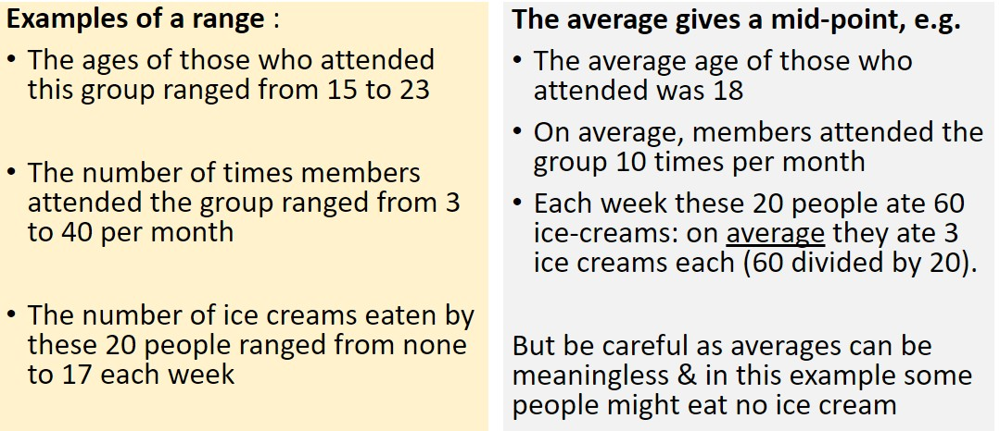 Examples of a range :
• The ages of those who attended
this group ranged from 15 to 23
• The number of times members
attended the group ranged from 3
to 40 per month
• The number of ice creams eaten by
these 20 people ranged from none
to 17 each week
The average gives a mid-point, e.g.
• The average age of those who
attended was 18
• On average, members attended the
group 10 times per month
• Each week these 20 people ate 60
ice-creams: on average they ate 3
ice creams each (60 divided by 20).
But be careful as averages can be
meaningless & in this example some
people might eat no ice cream